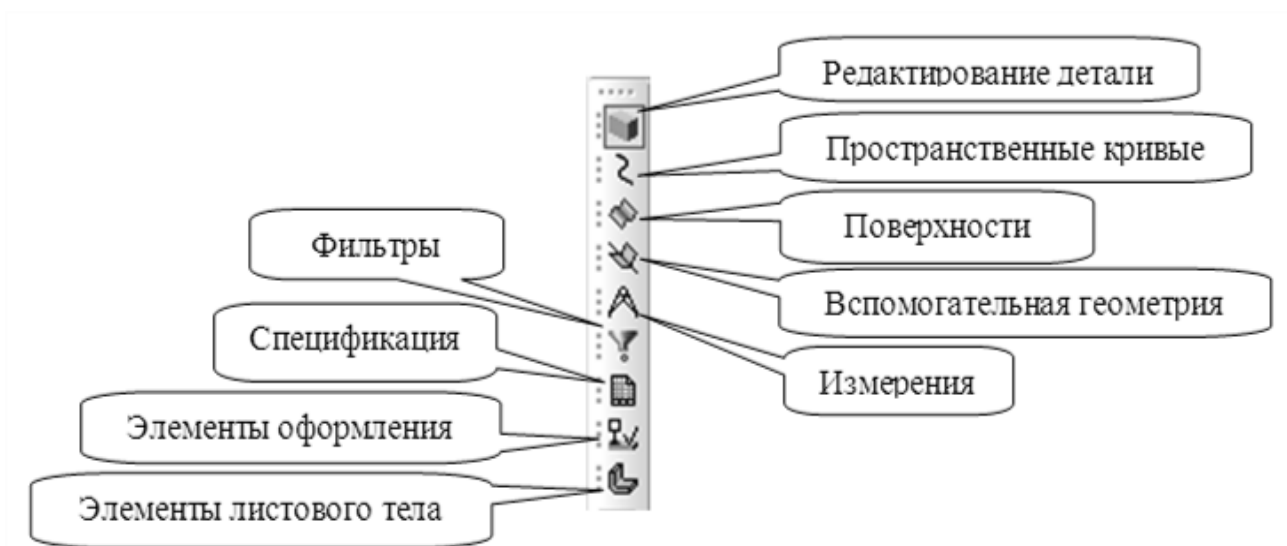 Редактирование детали
Пространственные кривые
Поверхности
Фильтры
Вспомогательная геометрия
Спецификация
Измерения
Элементы оформления
Элементы листового тела